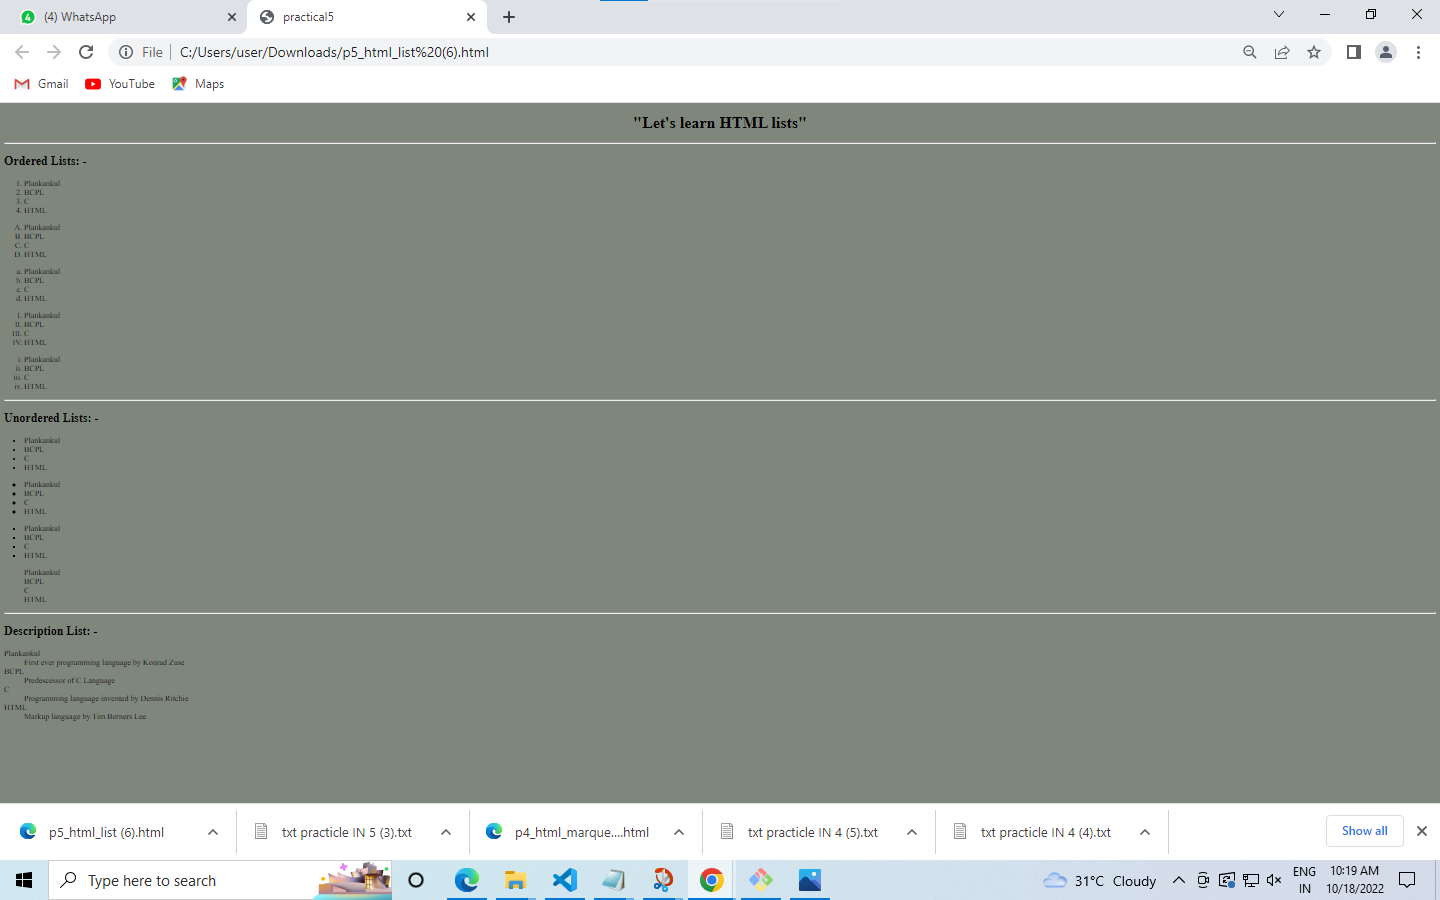 (4) WhatsApp
practical5
File
C:/Users/user/Downloads/p5_html_list%20(6).html
Gmail
YouTube
Maps
"Let's learn HTML lists"
Ordered Lists: -
1. Plankankul
2. BCPL
3. C
4. HTML
A. Plankankul
B. BCPL
C. C
D. HTML
a. Plankankul
b. BCPL
c. C
d. HTML
I. Plankankul
II. BCPL
III. C
IV. HTML
i. Plankankul
ii. BCPL
iii. C
iv. HTML
Unordered Lists: -
Plankankul
BCPL
C
HTML
Plankankul
BCPL
C
HTML
Plankankul
BCPL
C
HTML
Plankankul
BCPL
C
HTML
Description List: -
Plankankul
First ever programming language by Konrad Zuse
BCPL
Predescessor of C Language
C
Programming language invented by Dennis Ritchie
HTML
Markup language by Tim Berners Lee
p5_html_list (6).html
txt practicle IN 5 (3).txt
p4_html_marque....html
txt practicle IN 4 (5).txt
txt practicle IN 4 (4).txt
Show all
Type here to search
31°C Cloudy
ENG
IN
10:19 AM
10/18/2022